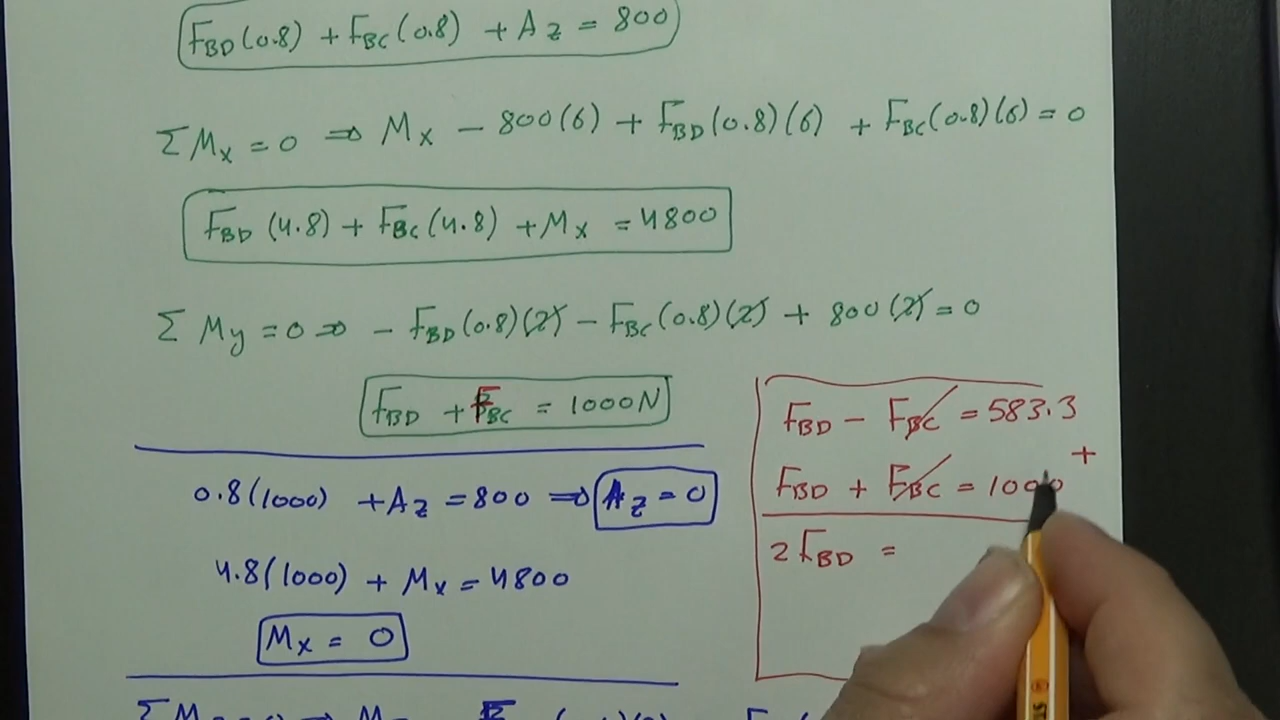 F_BD(0.8) + F_BC(0.8) + A_z = 800
ΣM_x = 0 ⇒ M_x - 800(6) + F_BD(0.8)(6) + F_BC(0.8)(6) = 0
F_BD(4.8) + F_BC(4.8) + M_x = 4800
ΣM_y = 0 ⇒ - F_BD(0.8)(2) - F_BC(0.8)(2) + 800(2) = 0
F_BD + F_BC = 1000N
0.8(1000) + A_z = 800 ⇒ A_z = 0
4.8(1000) + M_x = 4800
M_x = 0
F_BD - F_BC = 583.3
+
F_BD + F_BC = 1000
2F_BD =